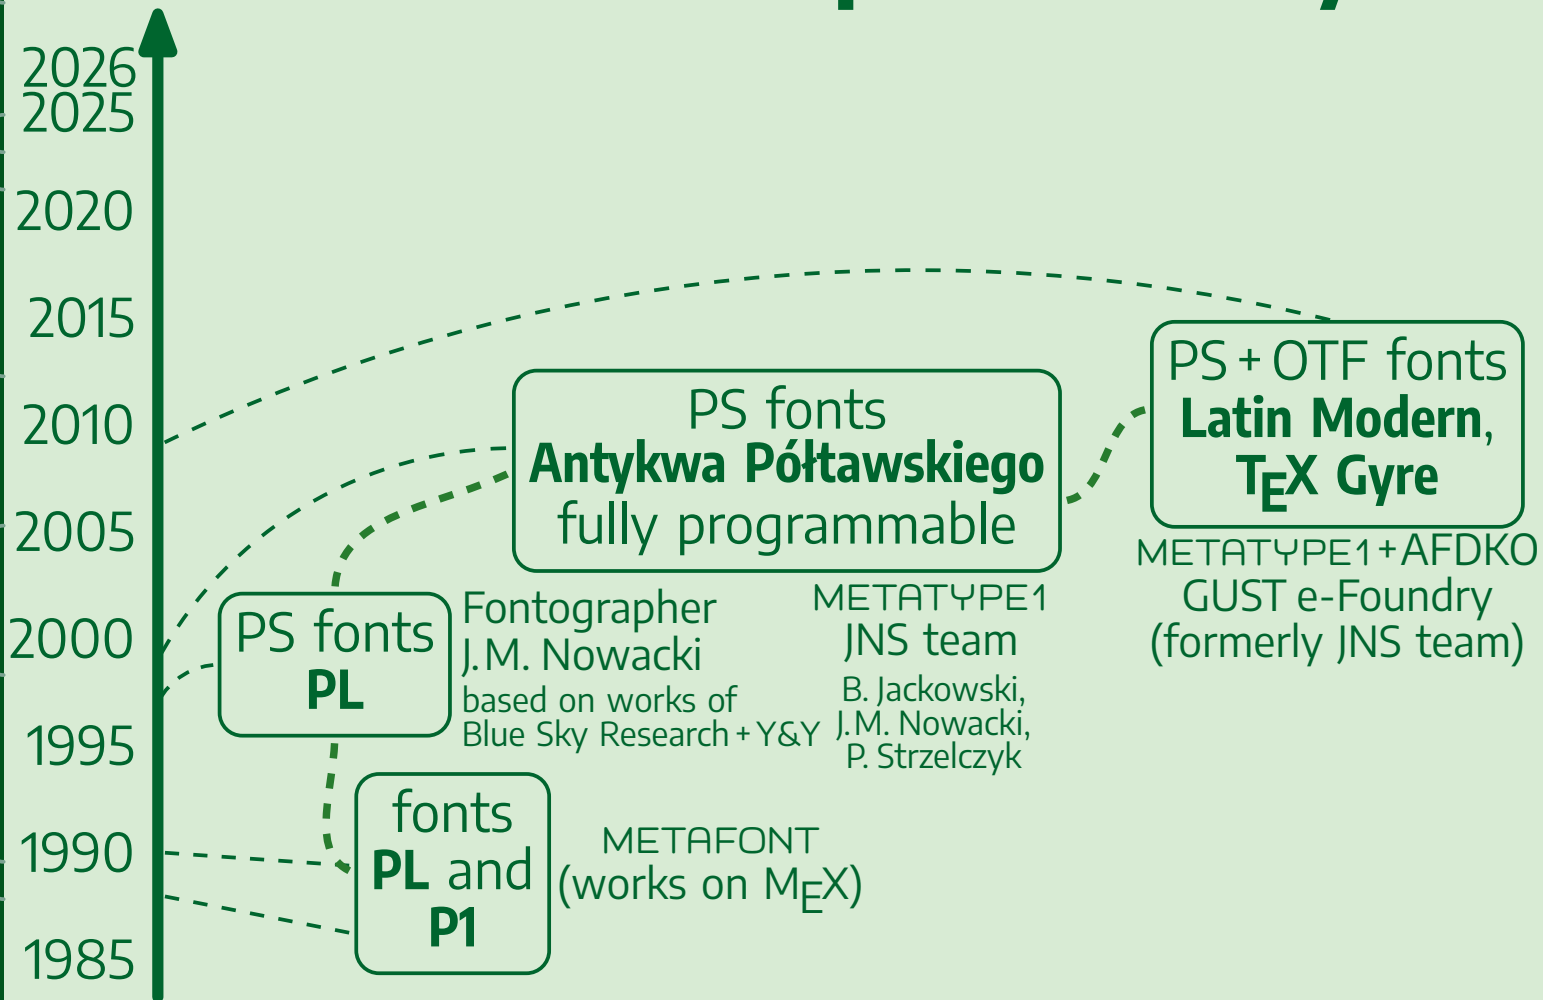 2026
2025
2020
2015
2010
2005
2000
1995
1990
1985
PS + OTF fonts
Latin Modern,
TEX Gyre
METATYPE1+AFDKO
GUST e-Foundry
(formerly JNS team)
PS fonts
Antykwa Półtawskiego
fully programmable
METATYPE1
JNS team
B. Jackowski,
J.M. Nowacki,
P. Strzelczyk
PS fonts
PL
Fontographer
J.M. Nowacki
based on works of
Blue Sky Research + Y&Y
fonts
PL and
P1
METAFONT
(works on MEX)